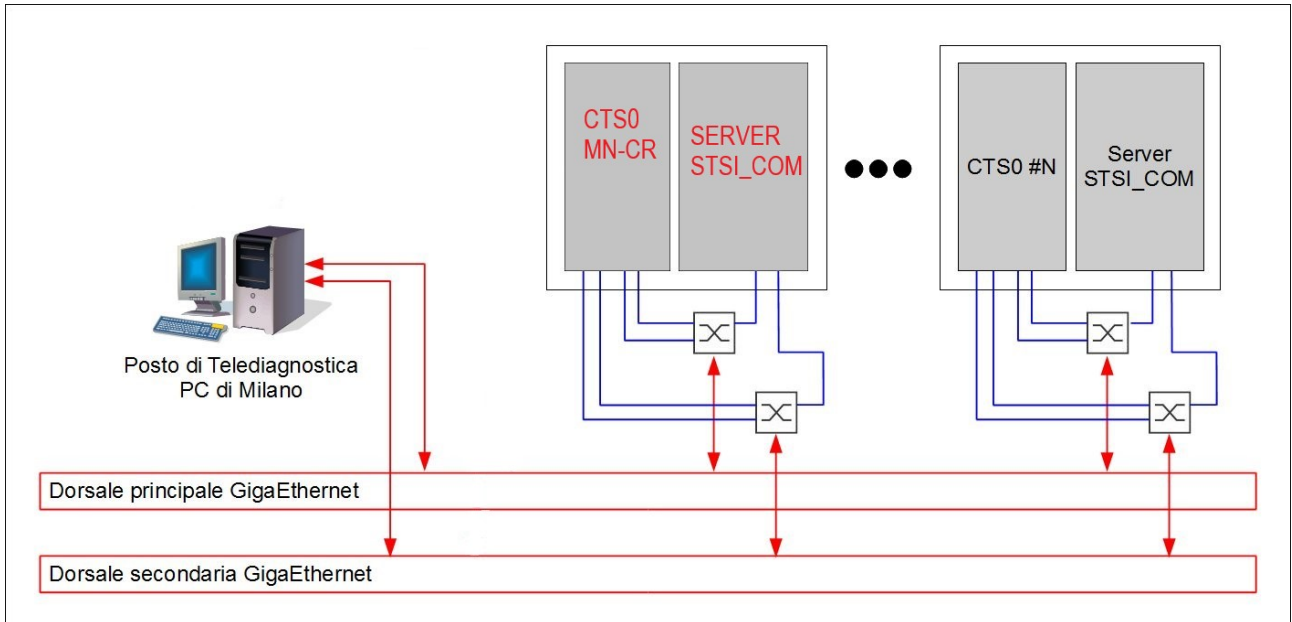 CTS0
MN-CR
SERVER
STSI_COM
CTS0 #N
Server
STSI_COM
Posto di Telediagnostica
PC di Milano
Dorsale principale GigaEthernet
Dorsale secondaria GigaEthernet